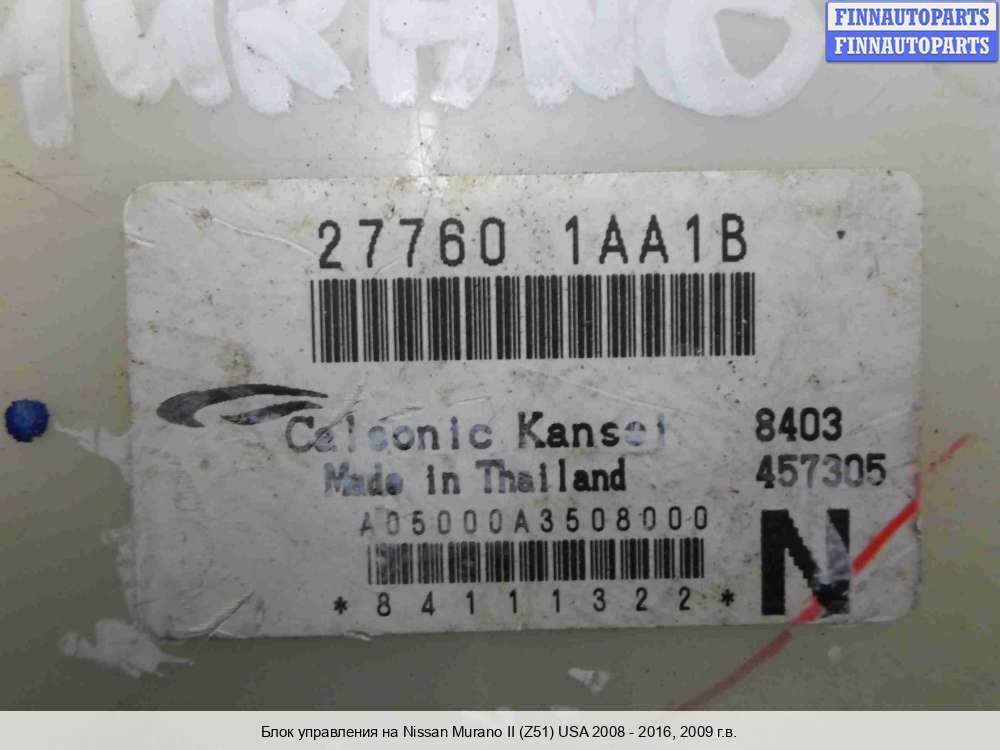 FINNAUTOPARTS
FINNAUTOPARTS
MURANO
27760 1AA1B
Calsonic Kansei
8403
Made in Thailand
457305
A05000A3508000
N
*84111322*
Блок управления на Nissan Murano II (Z51) USA 2008 - 2016, 2009 г.в.